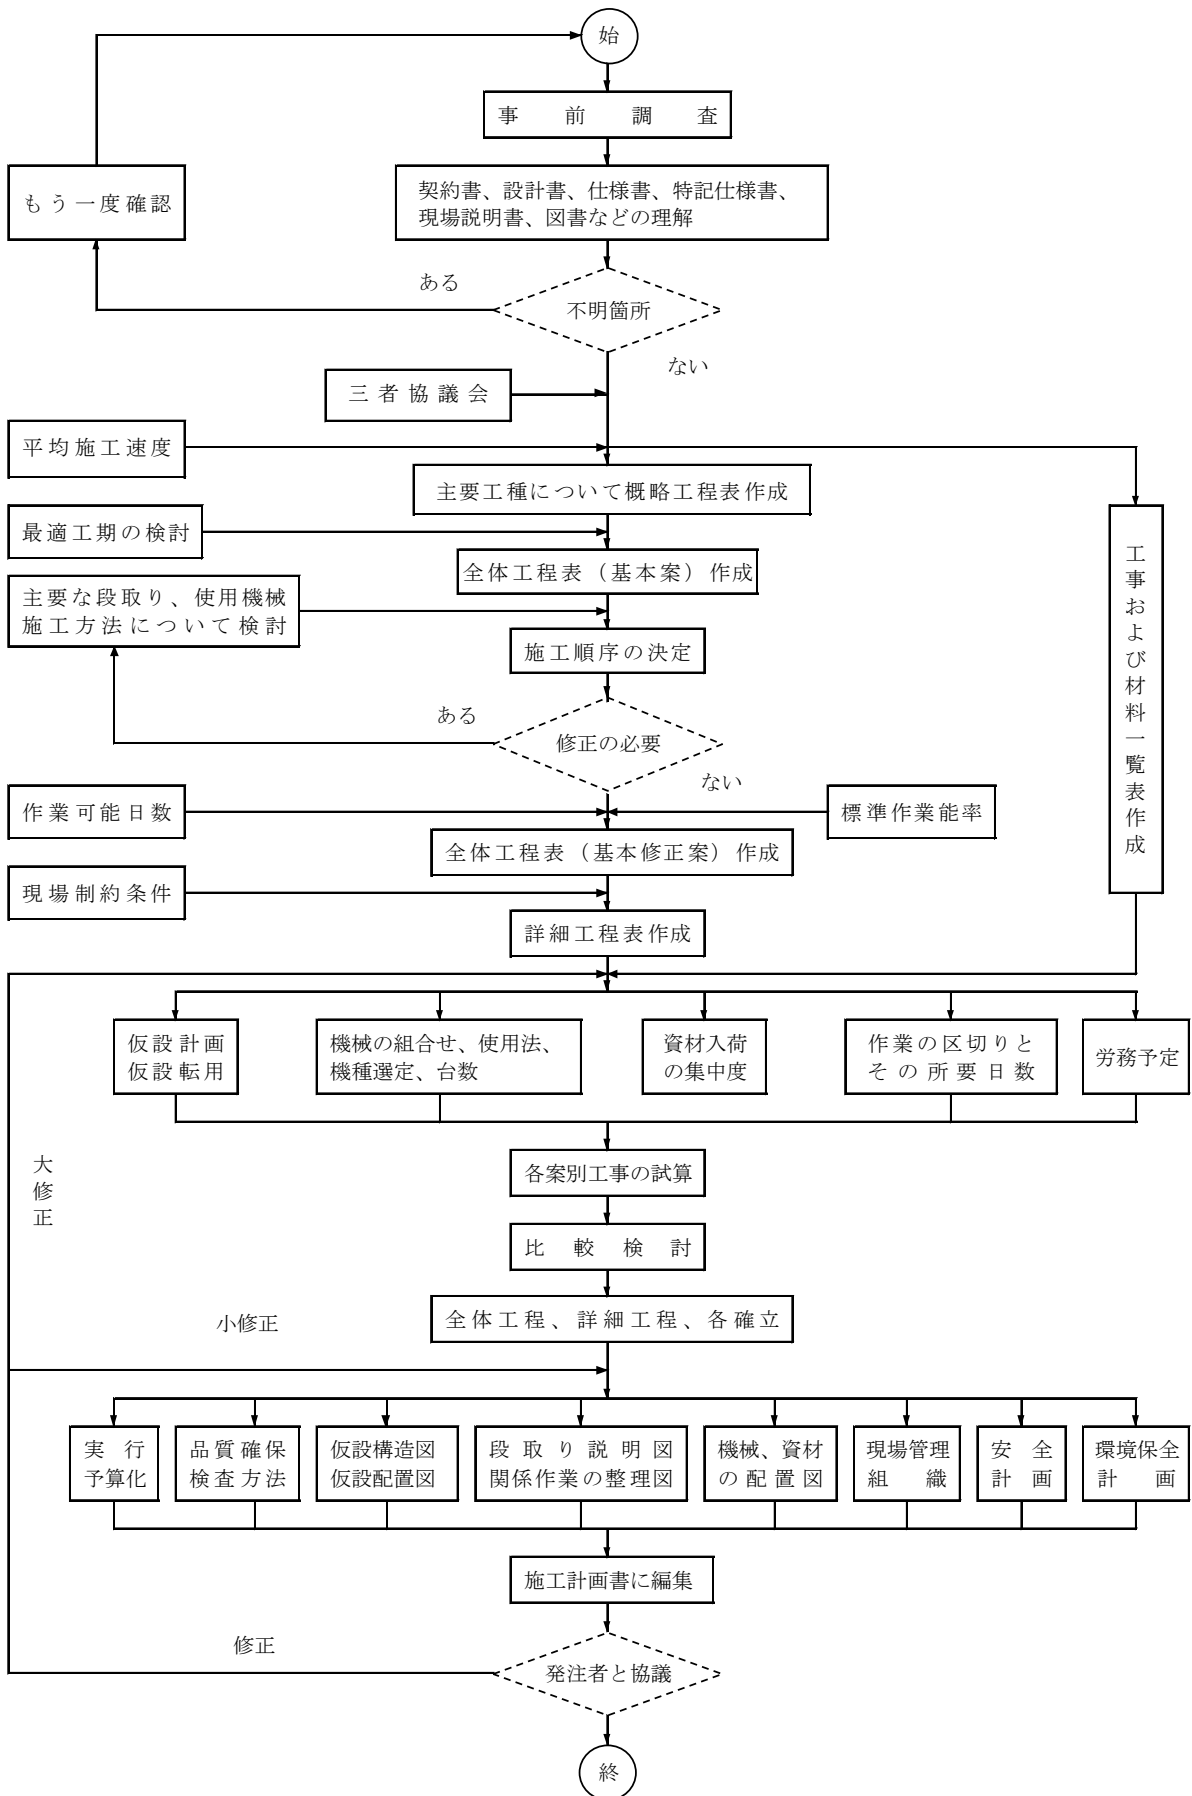 始
事前調査
もう一度確認
契約書、設計書、仕様書、特記仕様書、
現場説明書、図書などの理解
ある
不明箇所
ない
三者協議会
平均施工速度
主要工種について概略工程表作成
最適工期の検討
工事および材料一覧表作成
全体工程表（基本案）作成
主要な段取り、使用機械
施工方法について検討
施工順序の決定
ある
修正の必要
ない
作業可能日数
標準作業能率
全体工程表（基本修正案）作成
現場制約条件
詳細工程表作成
仮設計画
仮設転用
機械の組合せ、使用法、
機種選定、台数
資材入荷
の集中度
作業の区切りと
その所要日数
労務予定
大修正
各案別工事の試算
比較検討
全体工程、詳細工程、各確立
小修正
実行
予算化
品質確保
検査方法
仮設構造図
仮設配置図
段取り説明図
関係作業の整理図
機械、資材
の配置図
現場管理
組織
安全
計画
環境保全
計画
施工計画書に編集
修正
発注者と協議
終